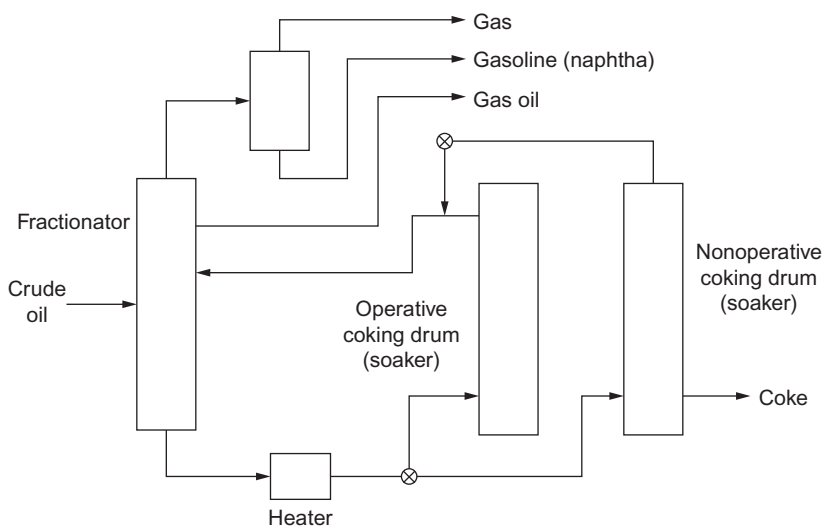 Gas
Gasoline (naphtha)
Gas oil
Fractionator
Nonoperative
coking drum
(soaker)
Crude
oil
Operative
coking drum
(soaker)
Coke
Heater